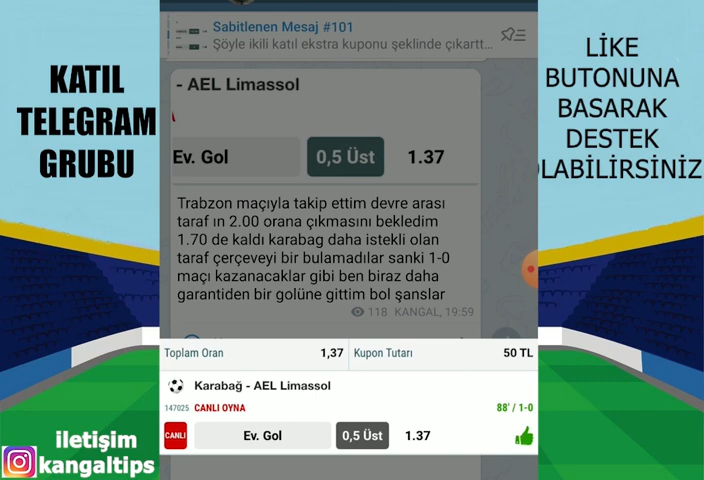 KATIL
TELEGRAM
GRUBU
Sabitlenen Mesaj #101
Şöyle ikili katıl ekstra kuponu şeklinde çıkartt...
- AEL Limassol
Ev. Gol 0,5 Üst 1.37
Trabzon maçıyla takip ettim devre arası
taraf ın 2.00 orana çıkmasını bekledim
1.70 de kaldı karabag daha istekli olan
taraf çerçeveyi bir bulamadılar sanki 1-0
maçı kazanacaklar gibi ben biraz daha
garantiden bir golüne gittim bol şanslar
118 KANGAL, 19:59
Toplam Oran 1,37 Kupon Tutarı 50 TL
Karabağ - AEL Limassol
147025 CANLI OYNA 88' / 1-0
CANLI Ev. Gol 0,5 Üst 1.37
LİKE
BUTONUNA
BASARAK
DESTEK
OLABİLİRSİNİZ
iletişim
kangaltips